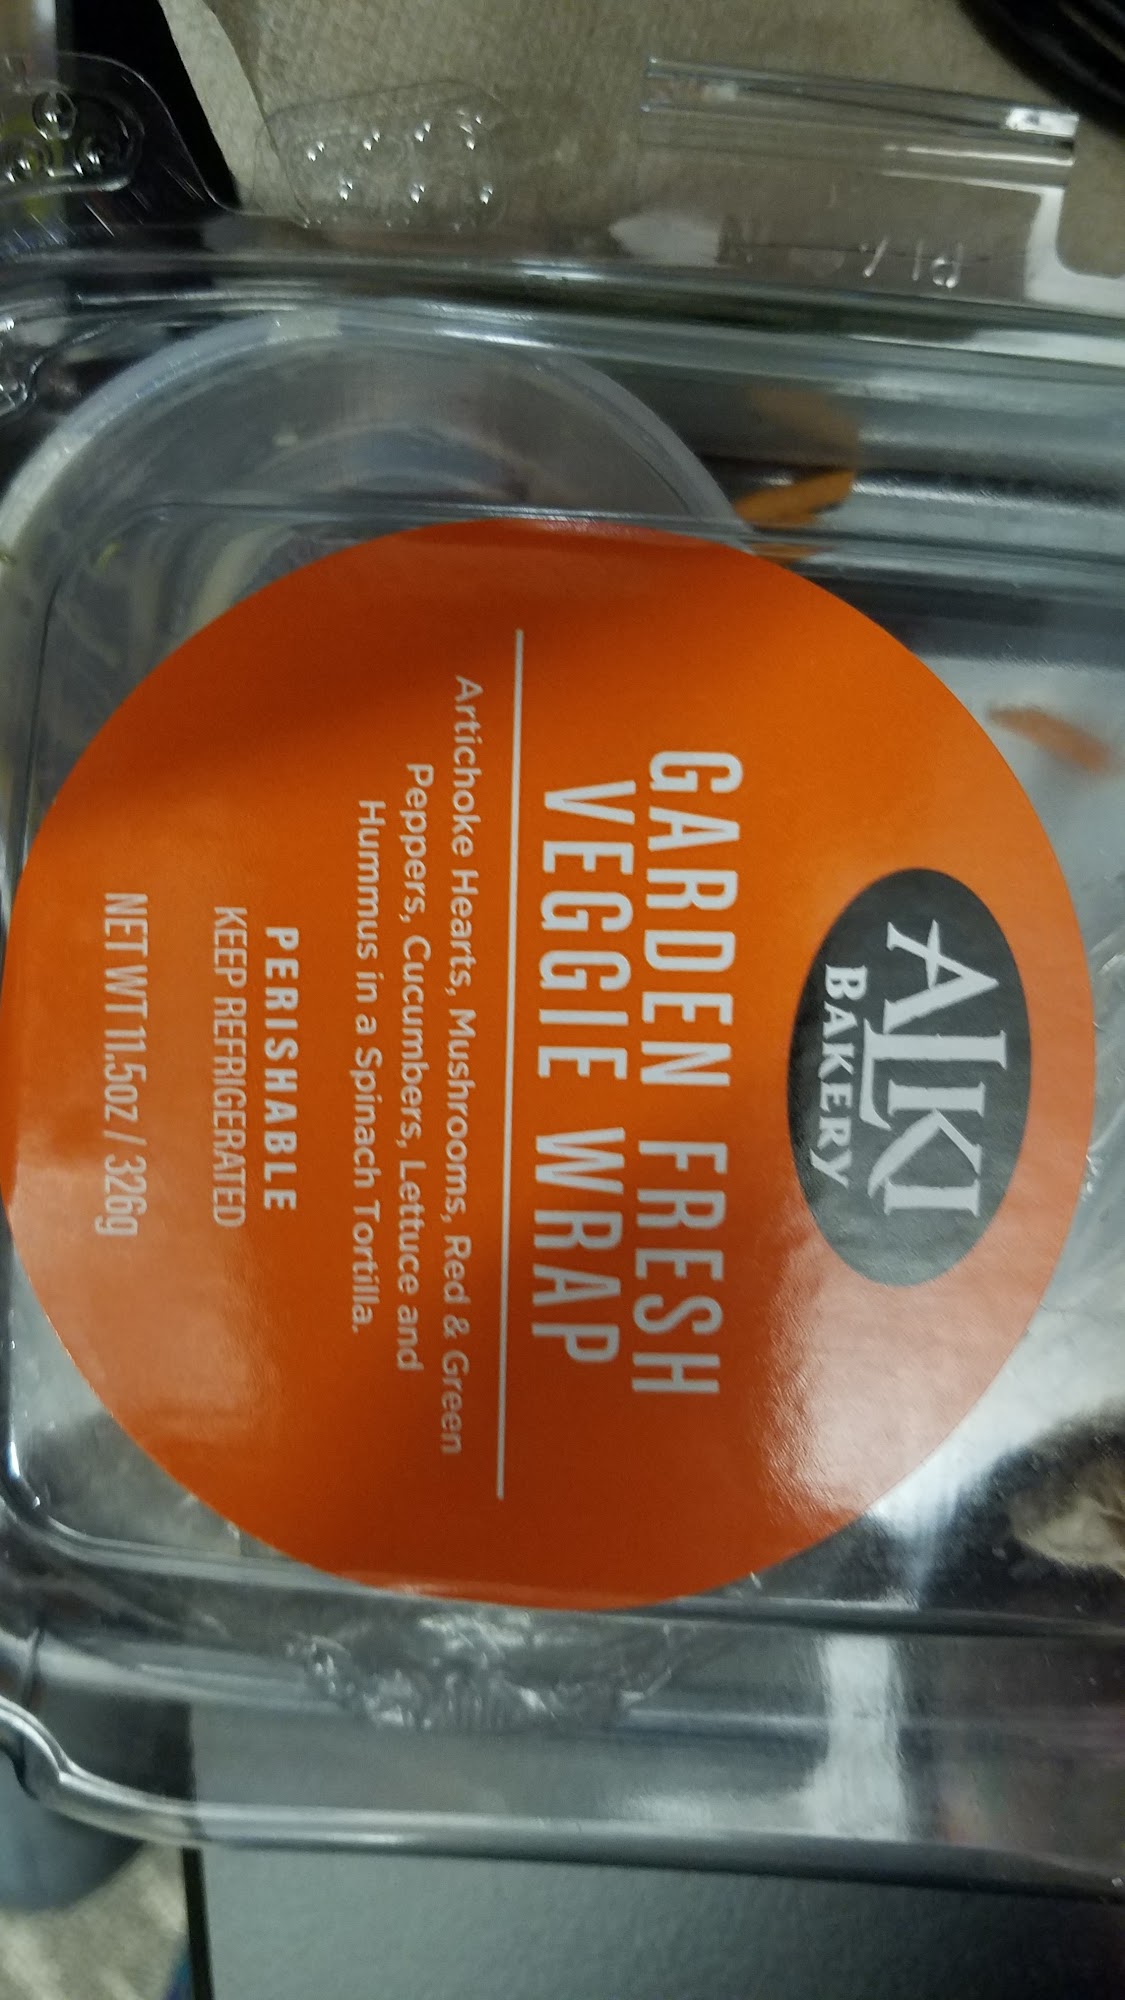 ALKI
BAKERY
GARDEN FRESH
VEGGIE WRAP
Artichoke Hearts, Mushrooms, Red & Green
Peppers, Cucumbers, Lettuce and
Hummus in a Spinach Tortilla.
PERISHABLE
KEEP REFRIGERATED
NET WT 11.5oz / 326g